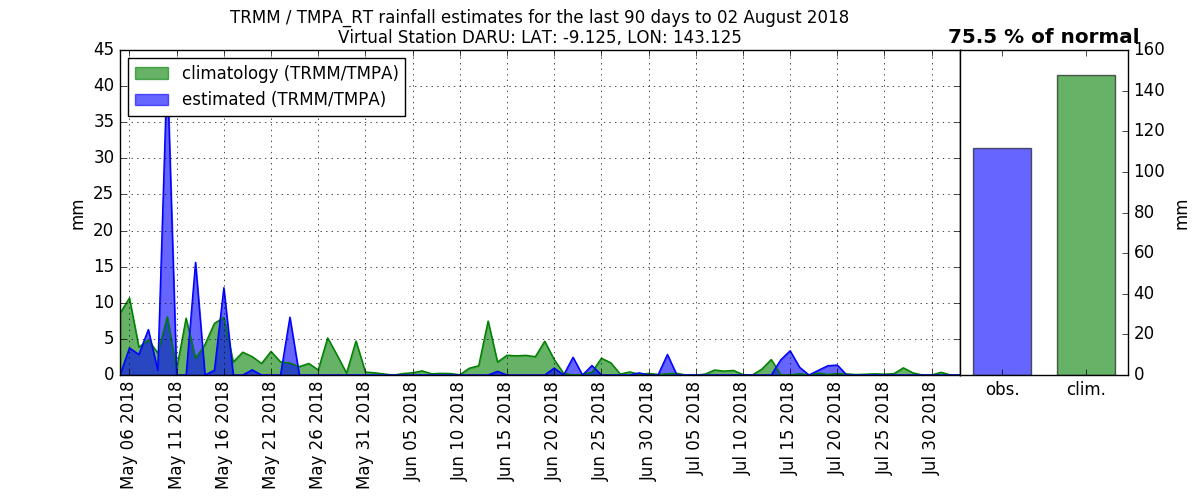 TRMM / TMPA_RT rainfall estimates for the last 90 days to 02 August 2018
Virtual Station DARU: LAT: -9.125, LON: 143.125
75.5 % of normal
climatology (TRMM/TMPA)
estimated (TRMM/TMPA)
mm
45
40
35
30
25
20
15
10
5
0
May 06 2018
May 11 2018
May 16 2018
May 21 2018
May 26 2018
May 31 2018
Jun 05 2018
Jun 10 2018
Jun 15 2018
Jun 20 2018
Jun 25 2018
Jun 30 2018
Jul 05 2018
Jul 10 2018
Jul 15 2018
Jul 20 2018
Jul 25 2018
Jul 30 2018
obs.
clim.
160
140
120
100
80
60
40
20
0
mm